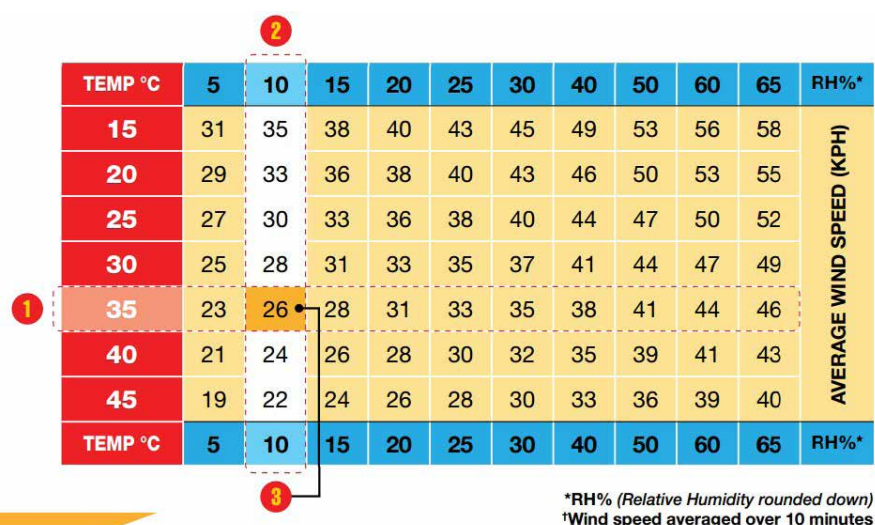 2
TEMP °C 5 10 15 20 25 30 40 50 60 65 RH%*
15 31 35 38 40 43 45 49 53 56 58
20 29 33 36 38 40 43 46 50 53 55
25 27 30 33 36 38 40 44 47 50 52
30 25 28 31 33 35 37 41 44 47 49
1 35 23 26 28 31 33 35 38 41 44 46
40 21 24 26 28 30 32 35 39 41 43
45 19 22 24 26 28 30 33 36 39 40
AVERAGE WIND SPEED (KPH)
TEMP °C 5 10 15 20 25 30 40 50 60 65 RH%*
3
*RH% (Relative Humidity rounded down)
†Wind speed averaged over 10 minutes